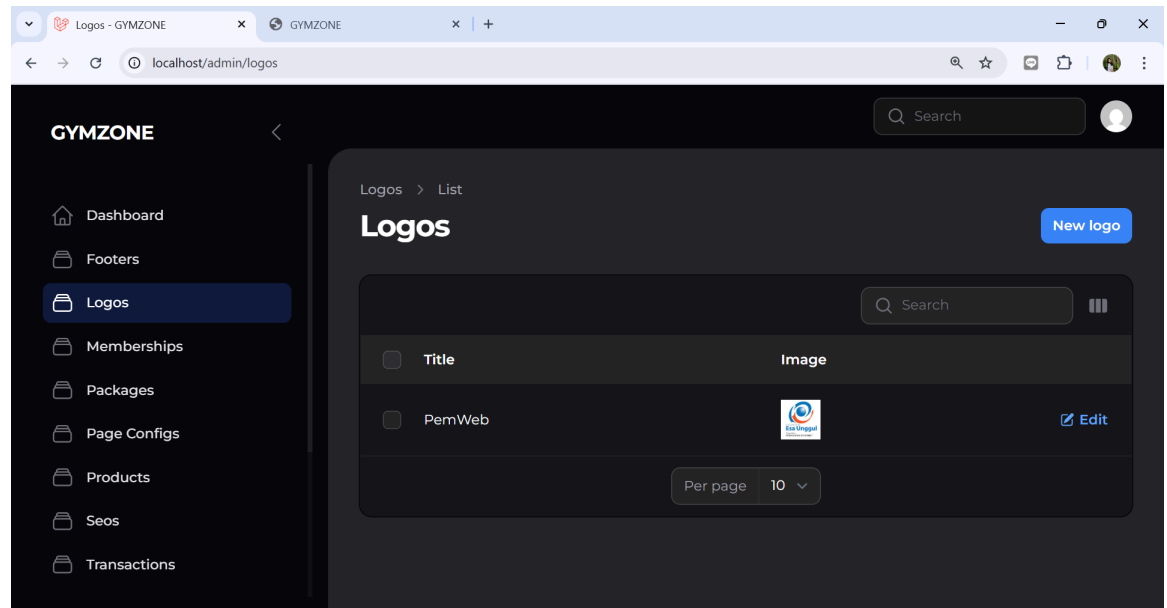 Logos - GYMZONE
GYMZONE
localhost/admin/logos
GYMZONE
Search
Dashboard
Footers
Logos
Memberships
Packages
Page Configs
Products
Seos
Transactions
Logos > List
Logos
New logo
Search
Title Image
PemWeb Esa Unggul Edit
Per page 10